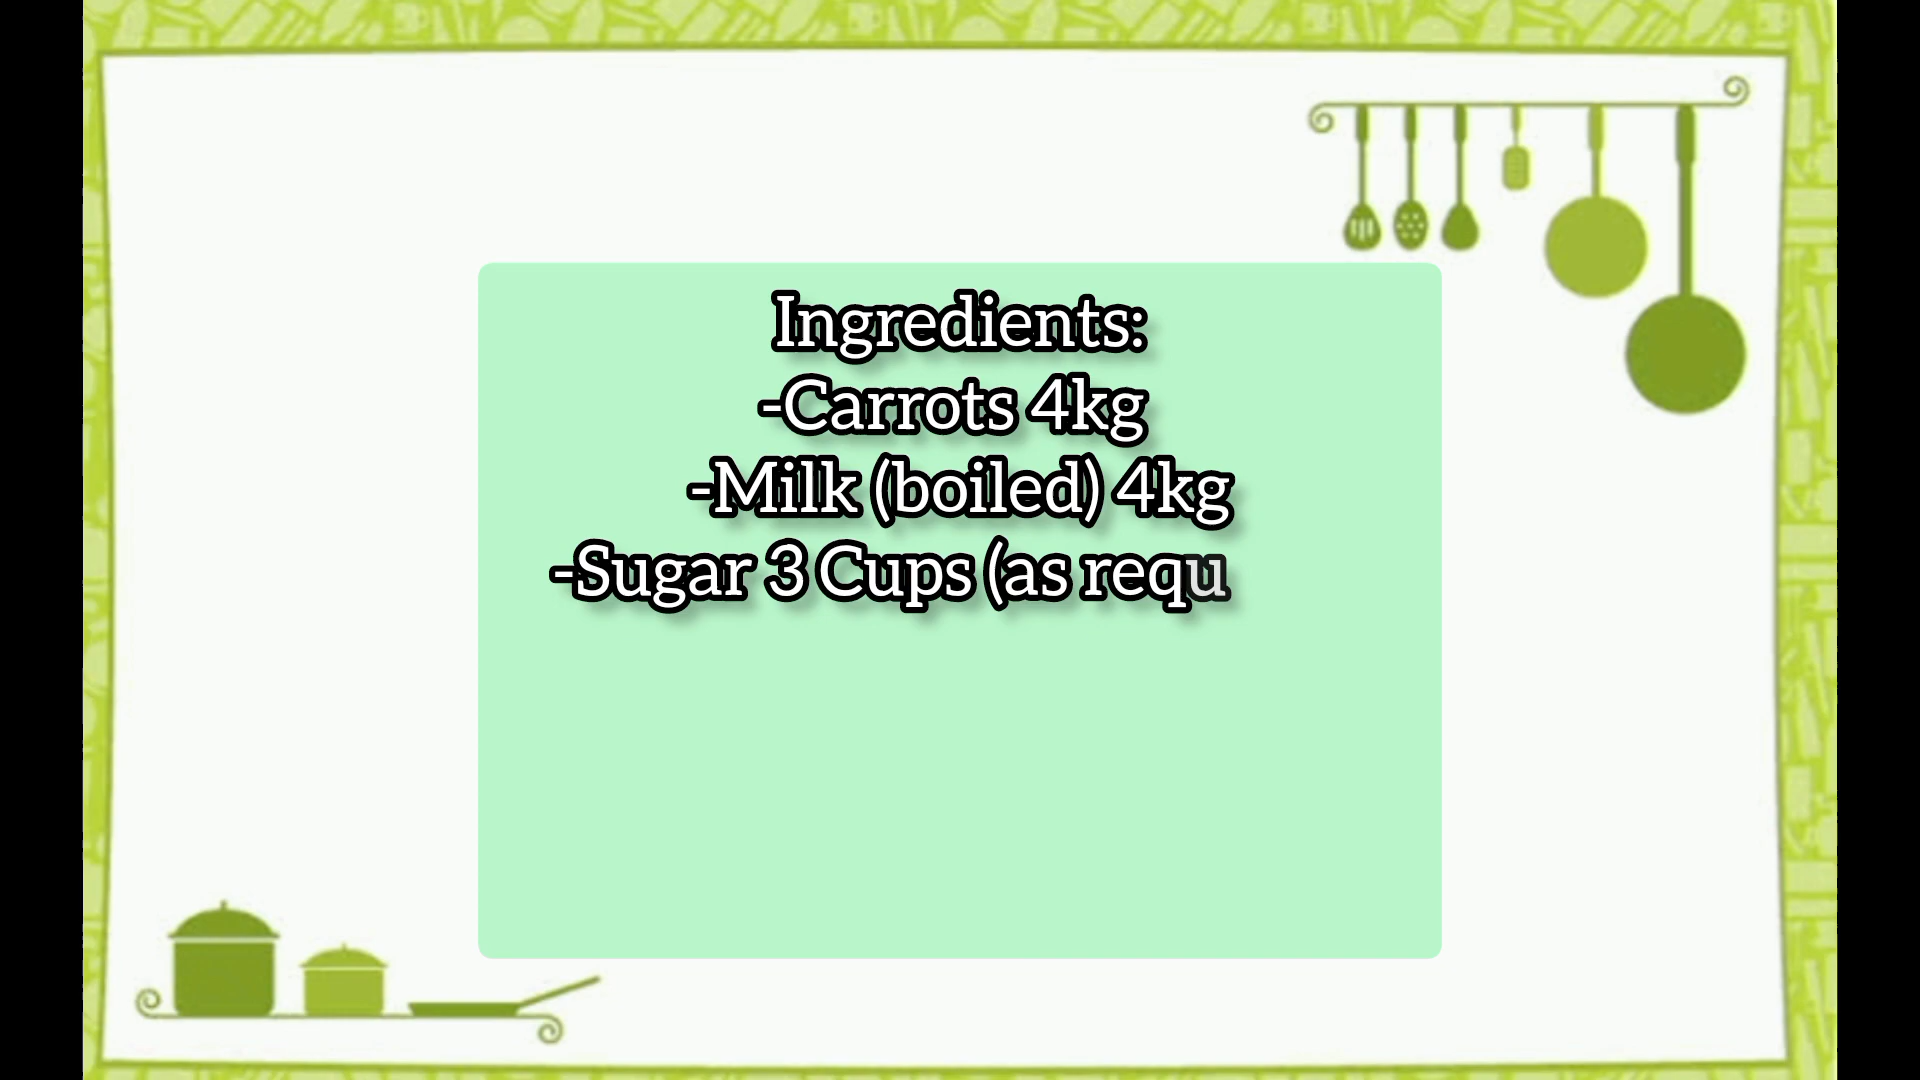 Ingredients:
-Carrots 4kg
-Milk (boiled) 4kg
-Sugar 3 Cups (as requ